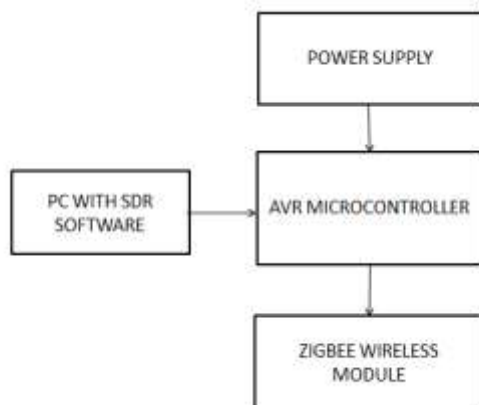 POWER SUPPLY
PC WITH SDR
SOFTWARE
AVR MICROCONTROLLER
ZIGBEE WIRELESS
MODULE